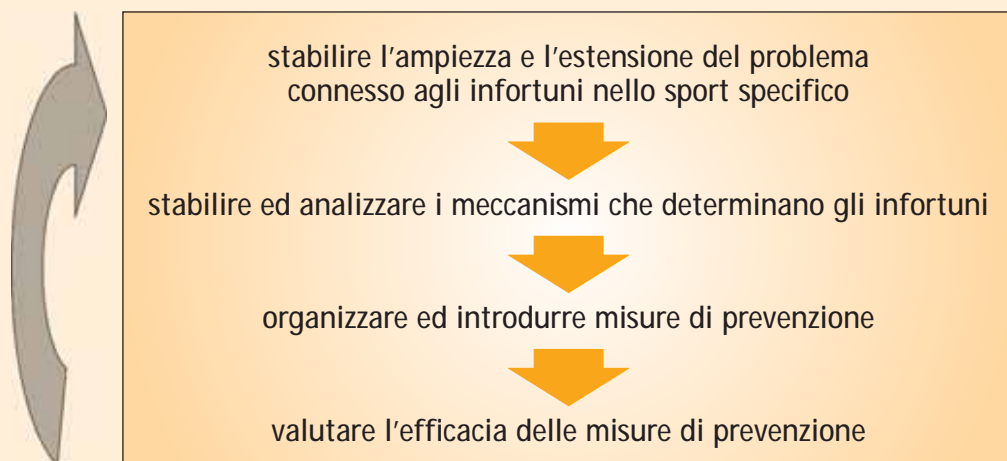 stabilire l'ampiezza e l'estensione del problema
connesso agli infortuni nello sport specifico
stabilire ed analizzare i meccanismi che determinano gli infortuni
organizzare ed introdurre misure di prevenzione
valutare l'efficacia delle misure di prevenzione